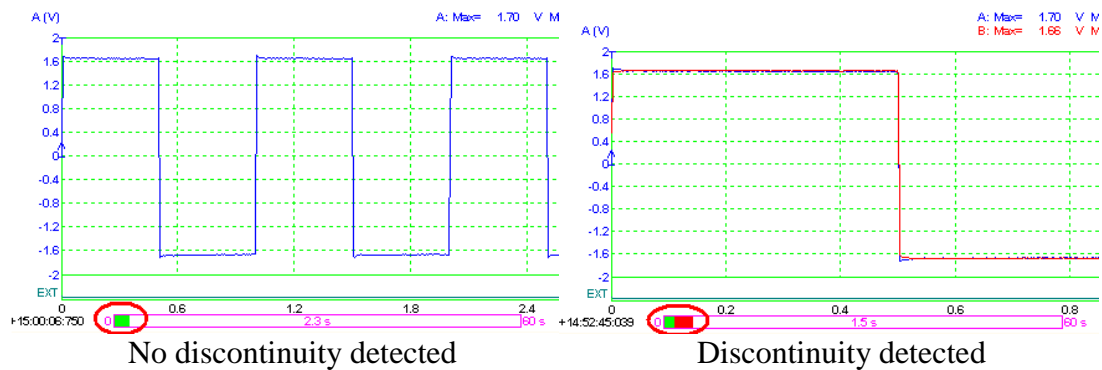 A (V)
A: Max= 1.70 V M
2
1.6
1.2
0.8
0.4
0
-0.4
-0.8
-1.2
-1.6
-2
EXT
0 0.6 1.2 1.8 2.4
+15:00:06:750 0 2.3 s 60 s
No discontinuity detected
A: Max= 1.70 V M
B: Max= 1.66 V M
A (V)
2
1.6
1.2
0.8
0.4
0
-0.4
-0.8
-1.2
-1.6
-2
EXT
0 0.2 0.4 0.6 0.8
+14:52:45:039 0 1.5 s 60 s
Discontinuity detected